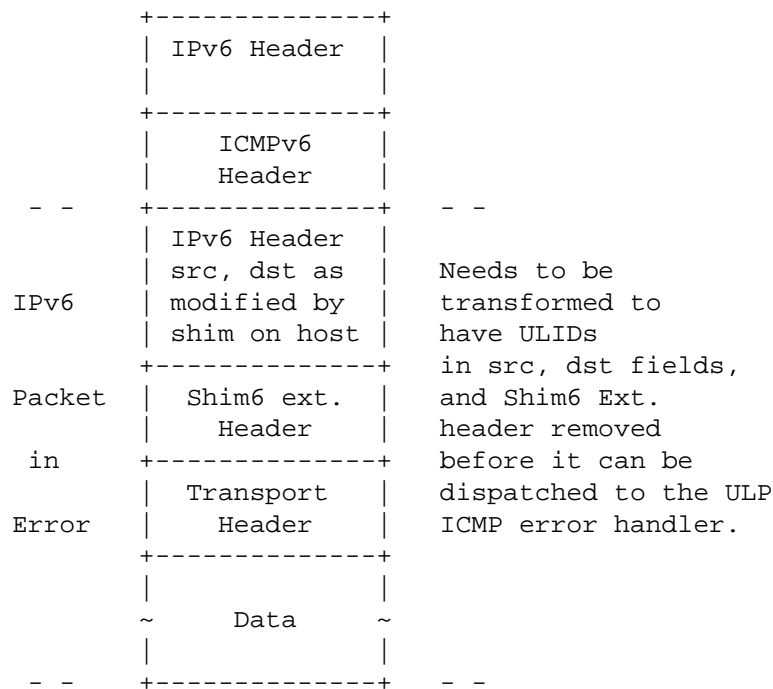 +--------------+
| IPv6 Header  |
|              |
+--------------+
|    ICMPv6    |
|    Header    |
- -    +--------------+    - -
| IPv6 Header  |
| src, dst as  |   Needs to be
IPv6    | modified by  |   transformed to
| shim on host |   have ULIDs
+--------------+   in src, dst fields,
Packet  |  Shim6 ext.  |   and Shim6 Ext.
|    Header    |   header removed
in     +--------------+   before it can be
|  Transport   |   dispatched to the ULP
Error   |    Header    |   ICMP error handler.
+--------------+
|              |
~     Data     ~
|              |
- -    +--------------+    - -